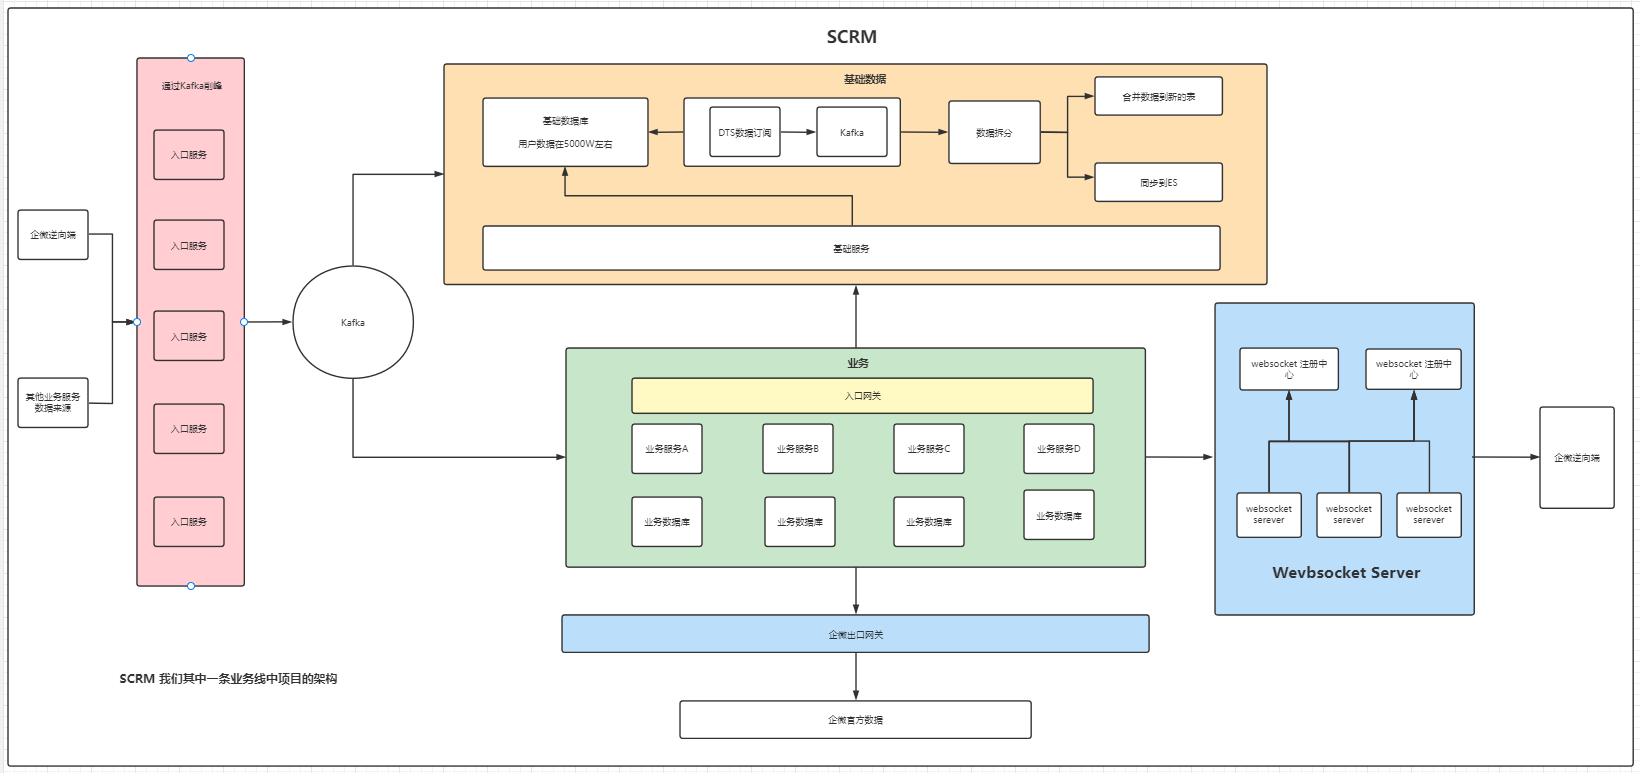 SCRM
通过Kafka削峰
入口服务
入口服务
入口服务
入口服务
入口服务
企微逆向端
其他业务服务
数据来源
Kafka
基础数据
基础数据库
用户数据在5000W左右
DTS数据订阅
Kafka
数据拆分
合并数据到新的表
同步到ES
基础服务
业务
入口网关
业务服务A
业务服务B
业务服务C
业务服务D
业务数据库
业务数据库
业务数据库
业务数据库
websocket 注册中
心
websocket 注册中
心
websocket
serever
websocket
serever
websocket
serever
Wevbsocket Server
企微逆向端
企微出口网关
企微官方数据
SCRM 我们其中一条业务线中项目的架构